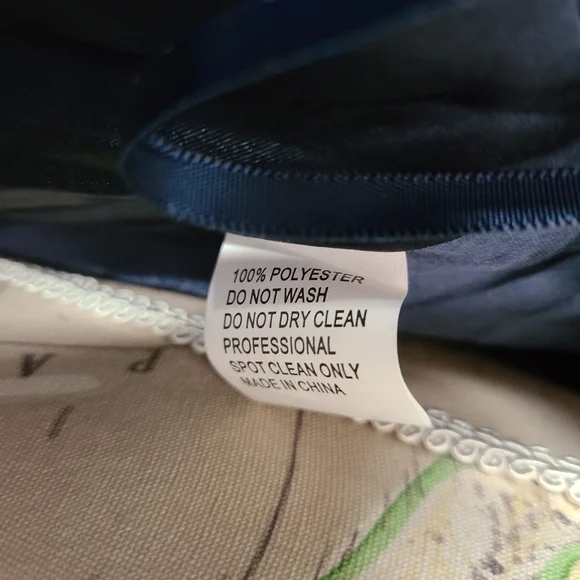 100% POLYESTER
DO NOT WASH
DO NOT DRY CLEAN
PROFESSIONAL
SPOT CLEAN ONLY
MADE IN CHINA